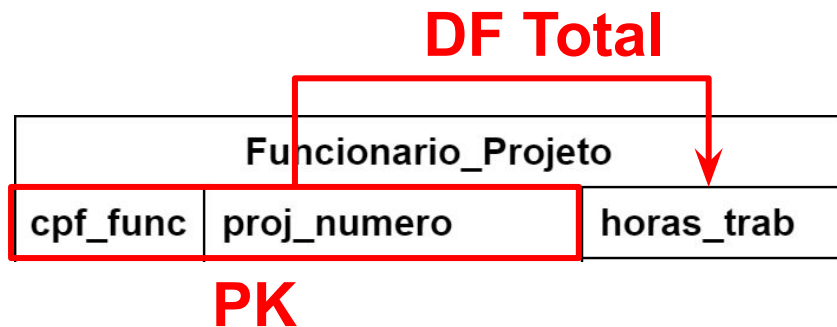 DF Total
Funcionario_Projeto
cpf_func proj_numero horas_trab
PK